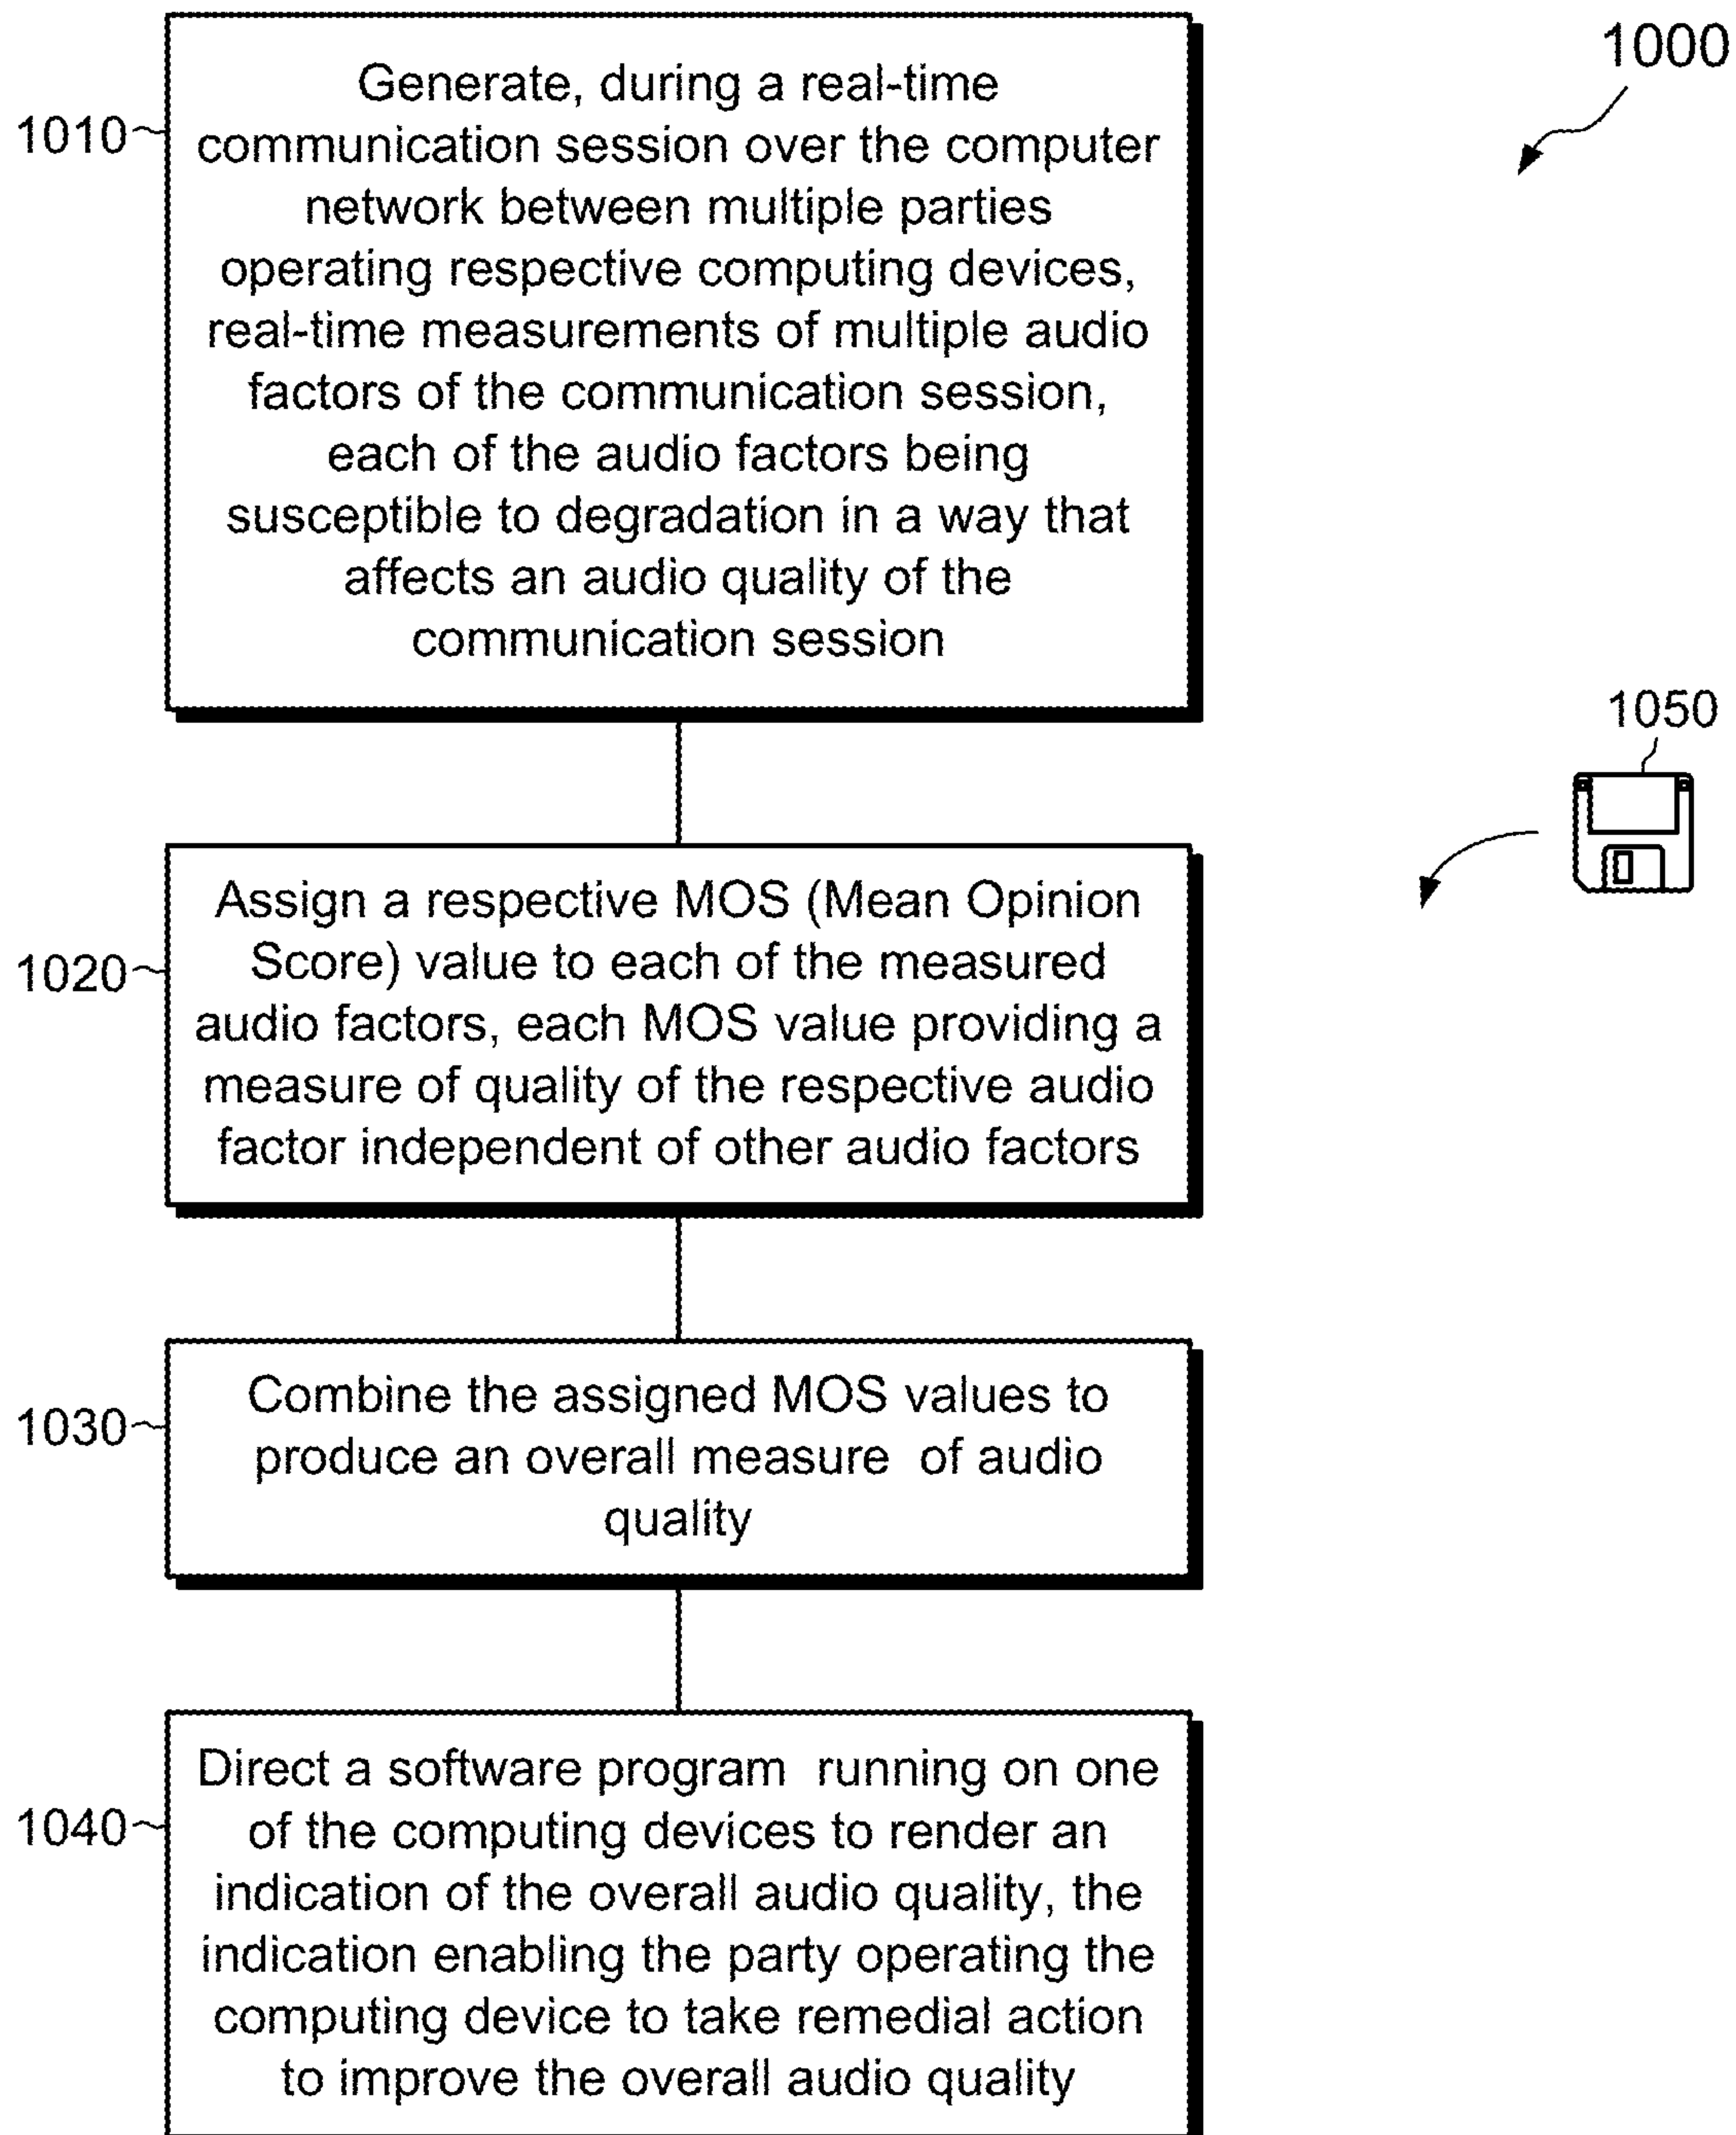 1000
1010
Generate, during a real-time
communication session over the computer
network between multiple parties
operating respective computing devices,
real-time measurements of multiple audio
factors of the communication session,
each of the audio factors being
susceptible to degradation in a way that
affects an audio quality of the
communication session
1050
1020
Assign a respective MOS (Mean Opinion
Score) value to each of the measured
audio factors, each MOS value providing a
measure of quality of the respective audio
factor independent of other audio factors
1030
Combine the assigned MOS values to
produce an overall measure of audio
quality
1040
Direct a software program running on one
of the computing devices to render an
indication of the overall audio quality, the
indication enabling the party operating the
computing device to take remedial action
to improve the overall audio quality